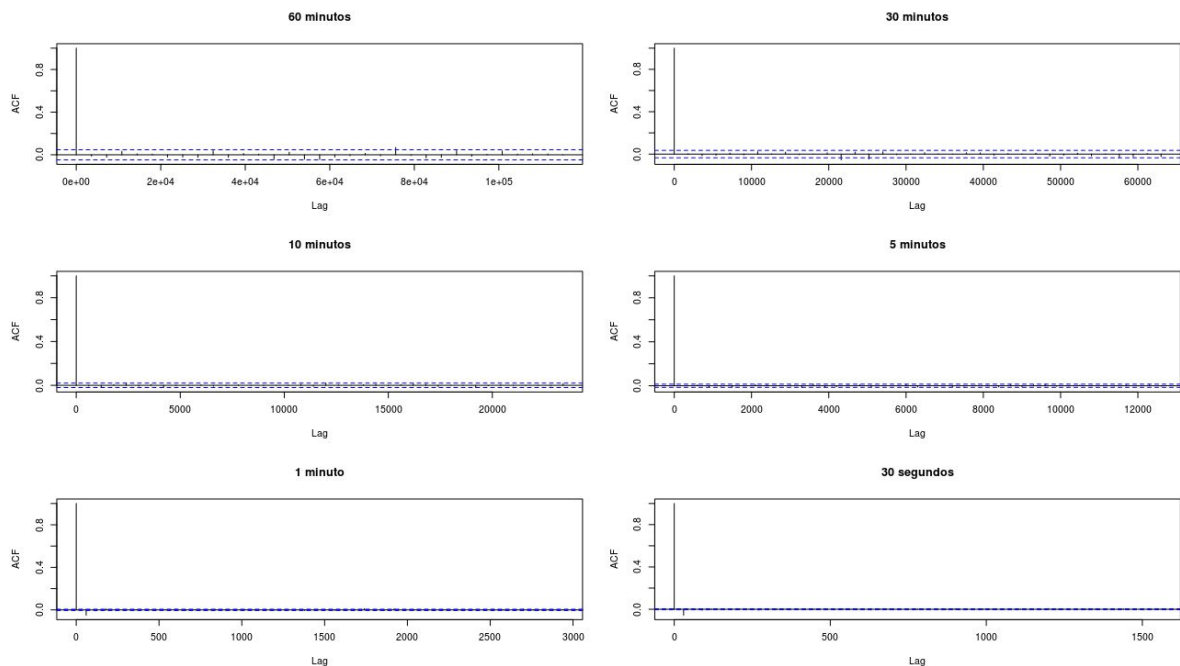 60 minutos
ACF
0.0 0.4 0.8
0e+00 2e+04 4e+04 6e+04 8e+04 1e+05
Lag
30 minutos
ACF
0.0 0.4 0.8
0 10000 20000 30000 40000 50000 60000
Lag
10 minutos
ACF
0.0 0.4 0.8
0 5000 10000 15000 20000
Lag
5 minutos
ACF
0.0 0.4 0.8
0 2000 4000 6000 8000 10000 12000
Lag
1 minuto
ACF
0.0 0.4 0.8
0 500 1000 1500 2000 2500 3000
Lag
30 segundos
ACF
0.0 0.4 0.8
0 500 1000 1500
Lag